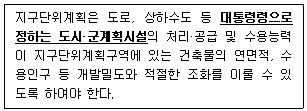 지구단위계획은 도로, 상하수도 등 대통령령으로
정하는 도시·군계획시설의 처리·공급 및 수용능력
이 지구단위계획구역에 있는 건축물의 연면적, 수
용인구 등 개발밀도와 적절한 조화를 이룰 수 있
도록 하여야 한다.